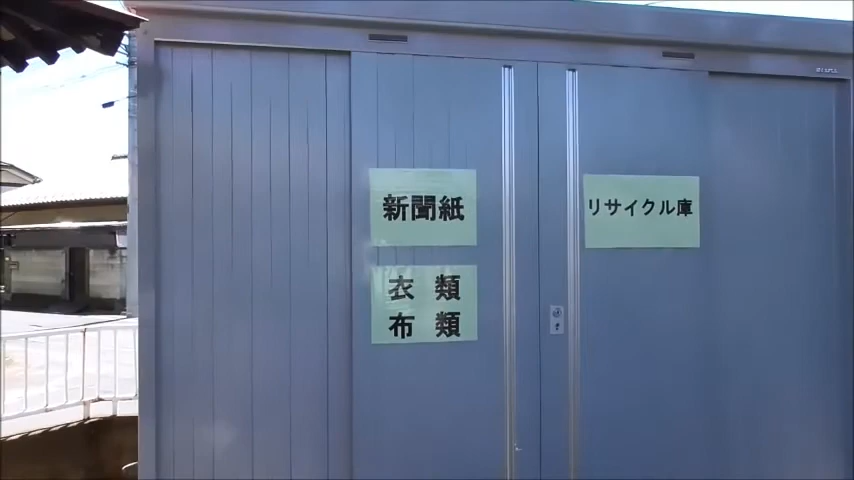 新聞紙
衣 類
布 類
リサイクル庫